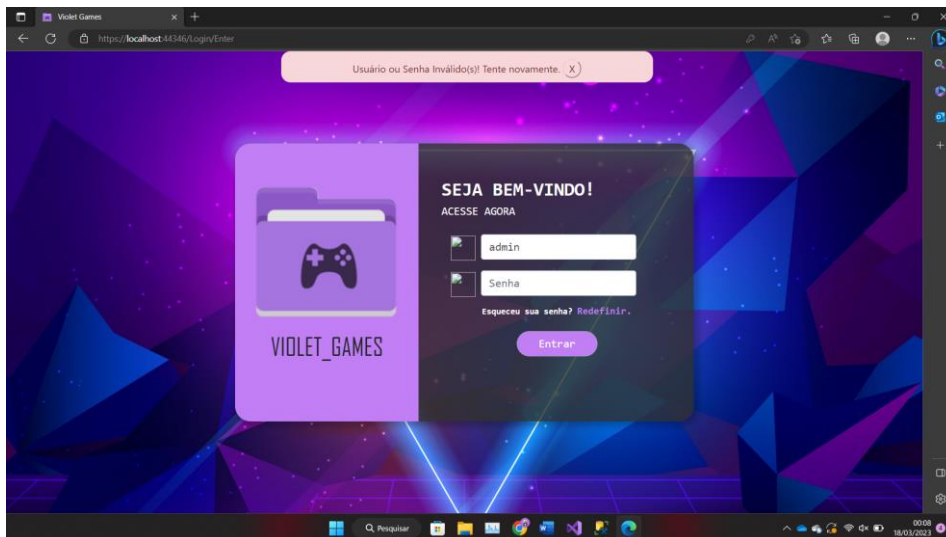 Violet Games
https://localhost:44346/Login/Enter
Usuário ou Senha Inválido(s)! Tente novamente. X
SEJA BEM-VINDO!
ACESSE AGORA
admin
Senha
Esqueceu sua senha? Redefinir.
Entrar
VIOLET_GAMES
Pesquisar
00:08
18/03/2023